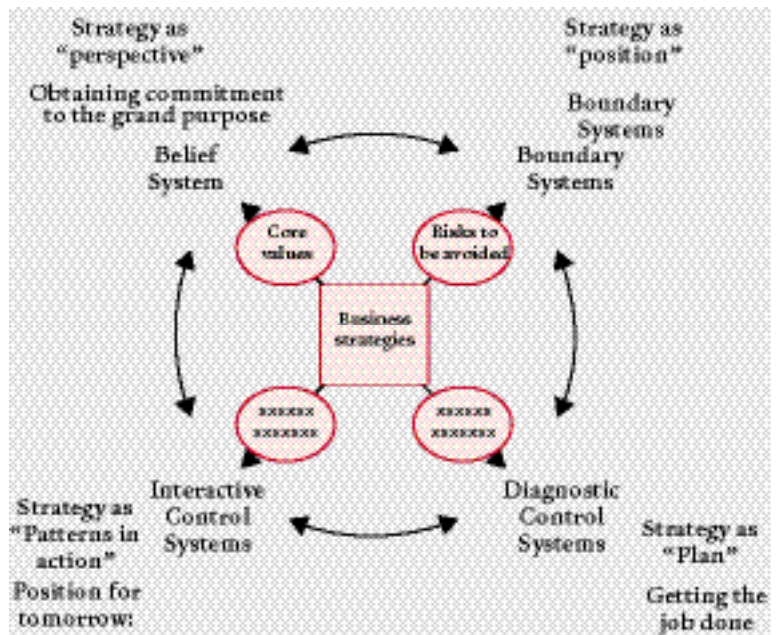 Strategy as
“perspective”
Obtaining commitment
to the grand purpose
Belief
System
Strategy as
“position”
Boundary
Systems
Boundary
Systems
Core
values
Risks to
be avoided
Business
strategies
xxxxxx
xxxxxxx
xxxxxx
xxxxxxx
Interactive
Control
Systems
Diagnostic
Control
Systems
Strategy as
“Patterns in
action”
Position for
tomorrow:
Strategy as
“Plan”
Getting the
job done